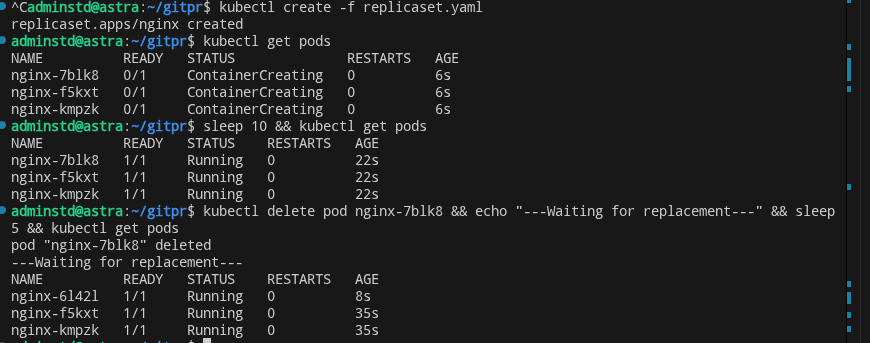 ^Cadminstd@astra:~/gitpr$ kubectl create -f replicaset.yaml
replicaset.apps/nginx created
adminstd@astra:~/gitpr$ kubectl get pods
NAME          READY   STATUS              RESTARTS   AGE
nginx-7blk8   0/1     ContainerCreating   0          6s
nginx-f5kxt   0/1     ContainerCreating   0          6s
nginx-kmpzk   0/1     ContainerCreating   0          6s
adminstd@astra:~/gitpr$ sleep 10 && kubectl get pods
NAME          READY   STATUS    RESTARTS   AGE
nginx-7blk8   1/1     Running   0          22s
nginx-f5kxt   1/1     Running   0          22s
nginx-kmpzk   1/1     Running   0          22s
adminstd@astra:~/gitpr$ kubectl delete pod nginx-7blk8 && echo "---Waiting for replacement---" && sleep
5 && kubectl get pods
pod "nginx-7blk8" deleted
---Waiting for replacement---
NAME          READY   STATUS    RESTARTS   AGE
nginx-6l42l   1/1     Running   0          8s
nginx-f5kxt   1/1     Running   0          35s
nginx-kmpzk   1/1     Running   0          35s
adminstd@astra:~/gitpr$